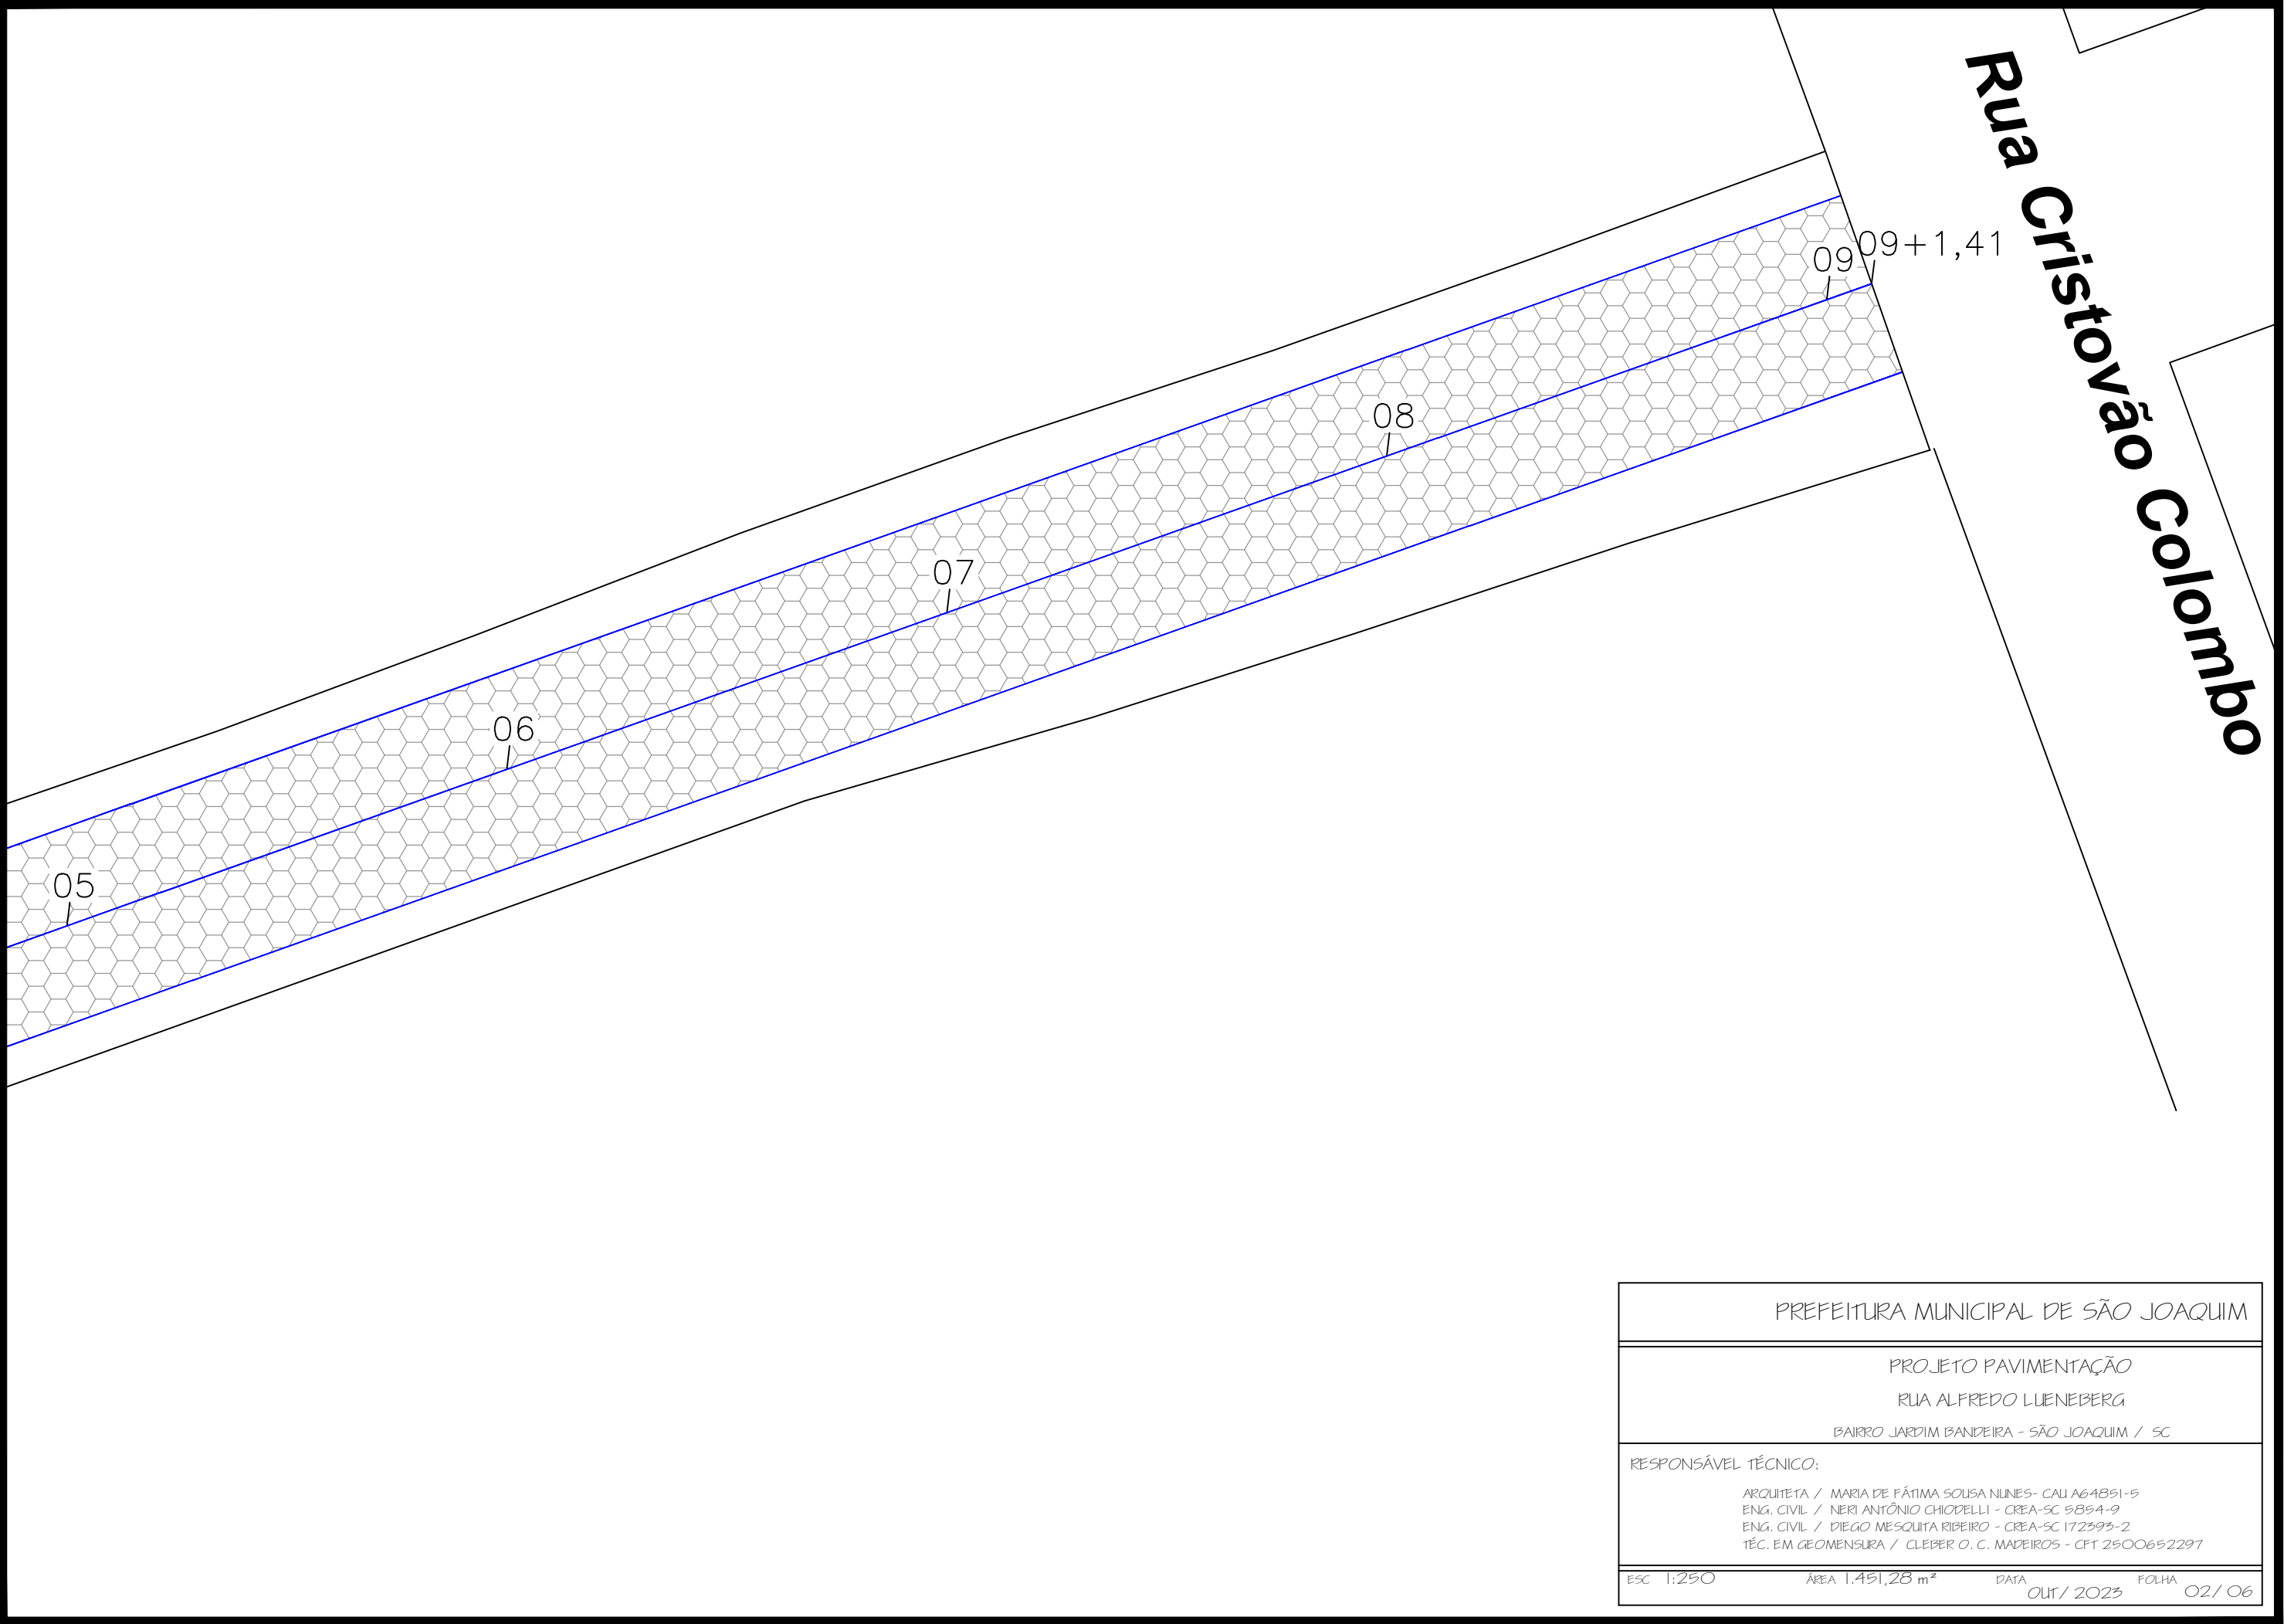 Rua Cristovão Colombo
09+1,41
09
08
07
06
05
PREFEITURA MUNICIPAL DE SÃO JOAQUIM
PROJETO PAVIMENTAÇÃO
RUA ALFREDO LUENEBERG
BAIRRO JARDIM BANDEIRA - SÃO JOAQUIM / SC
RESPONSÁVEL TÉCNICO:
ARQUITETA / MARIA DE FÁTIMA SOUSA NUNES- CAU A64851-5
ENG. CIVIL / NERI ANTÔNIO CHIODELLI - CREA-SC 5854-9
ENG. CIVIL / DIEGO MESQUITA RIBEIRO - CREA-SC 172393-2
TÉC. EM GEOMENSURA / CLEBER O. C. MADEIROS - CFT 2500652297
ESC 1:250 ÁREA 1.451,28 m² DATA OUT/ 2023 FOLHA 02/ 06